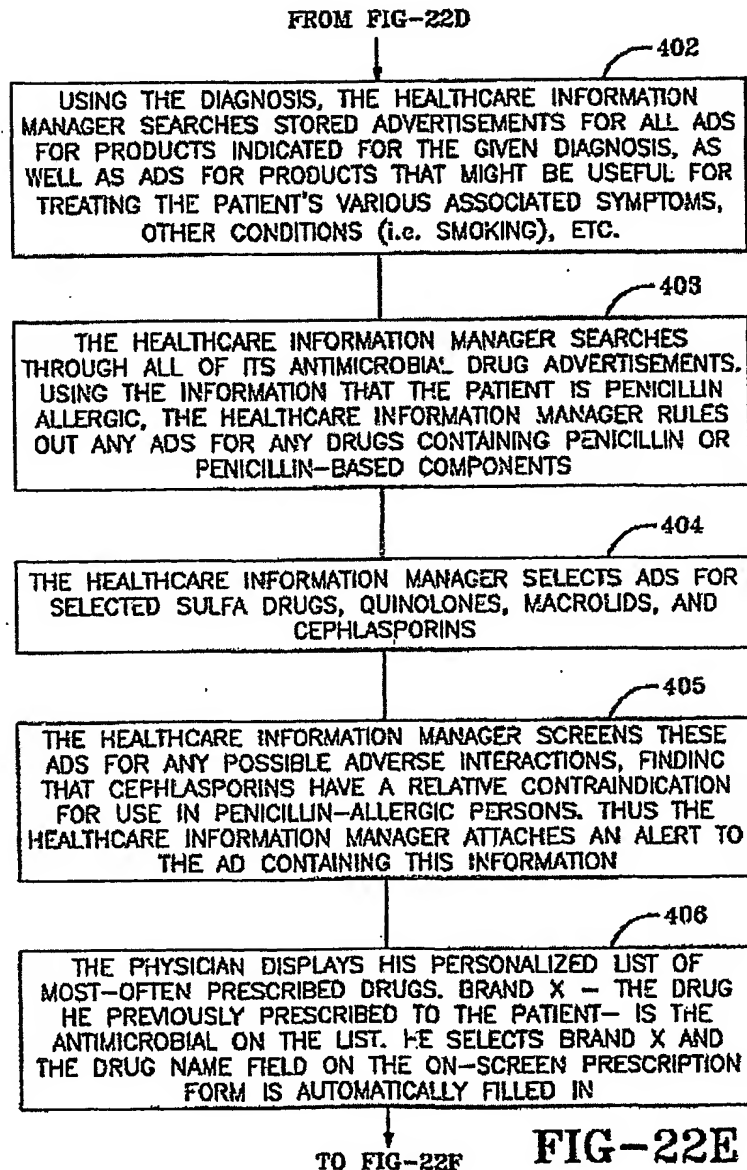 FROM FIG-22D
402
USING THE DIAGNOSIS, THE HEALTHCARE INFORMATION
MANAGER SEARCHES STORED ADVERTISEMENTS FOR ALL ADS
FOR PRODUCTS INDICATED FOR THE GIVEN DIAGNOSIS, AS
WELL AS ADS FOR PRODUCTS THAT MIGHT BE USEFUL FOR
TREATING THE PATIENT'S VARIOUS ASSOCIATED SYMPTOMS,
OTHER CONDITIONS (i.e. SMOKING), ETC.
403
THE HEALTHCARE INFORMATION MANAGER SEARCHES
THROUGH ALL OF ITS ANTIMICROBIAL DRUG ADVERTISEMENTS.
USING THE INFORMATION THAT THE PATIENT IS PENICILLIN
ALLERGIC, THE HEALTHCARE INFORMATION MANAGER RULES
OUT ANY ADS FOR ANY DRUGS CONTAINING PENICILLIN OR
PENICILLIN-BASED COMPONENTS
404
THE HEALTHCARE INFORMATION MANAGER SELECTS ADS FOR
SELECTED SULFA DRUGS, QUINOLONES, MACROLIDS, AND
CEPHLASPORINS
405
THE HEALTHCARE INFORMATION MANAGER SCREENS THESE
ADS FOR ANY POSSIBLE ADVERSE INTERACTIONS, FINDING
THAT CEPHLASPORINS HAVE A RELATIVE CONTRAINDICATION
FOR USE IN PENICILLIN-ALLERGIC PERSONS. THUS THE
HEALTHCARE INFORMATION MANAGER ATTACHES AN ALERT TO
THE AD CONTAINING THIS INFORMATION
406
THE PHYSICIAN DISPLAYS HIS PERSONALIZED LIST OF
MOST-OFTEN PRESCRIBED DRUGS. BRAND X - THE DRUG
HE PREVIOUSLY PRESCRIBED TO THE PATIENT- IS THE
ANTIMICROBIAL ON THE LIST. HE SELECTS BRAND X AND
THE DRUG NAME FIELD ON THE ON-SCREEN PRESCRIPTION
FORM IS AUTOMATICALLY FILLED IN
TO FIG-22F
FIG-22E